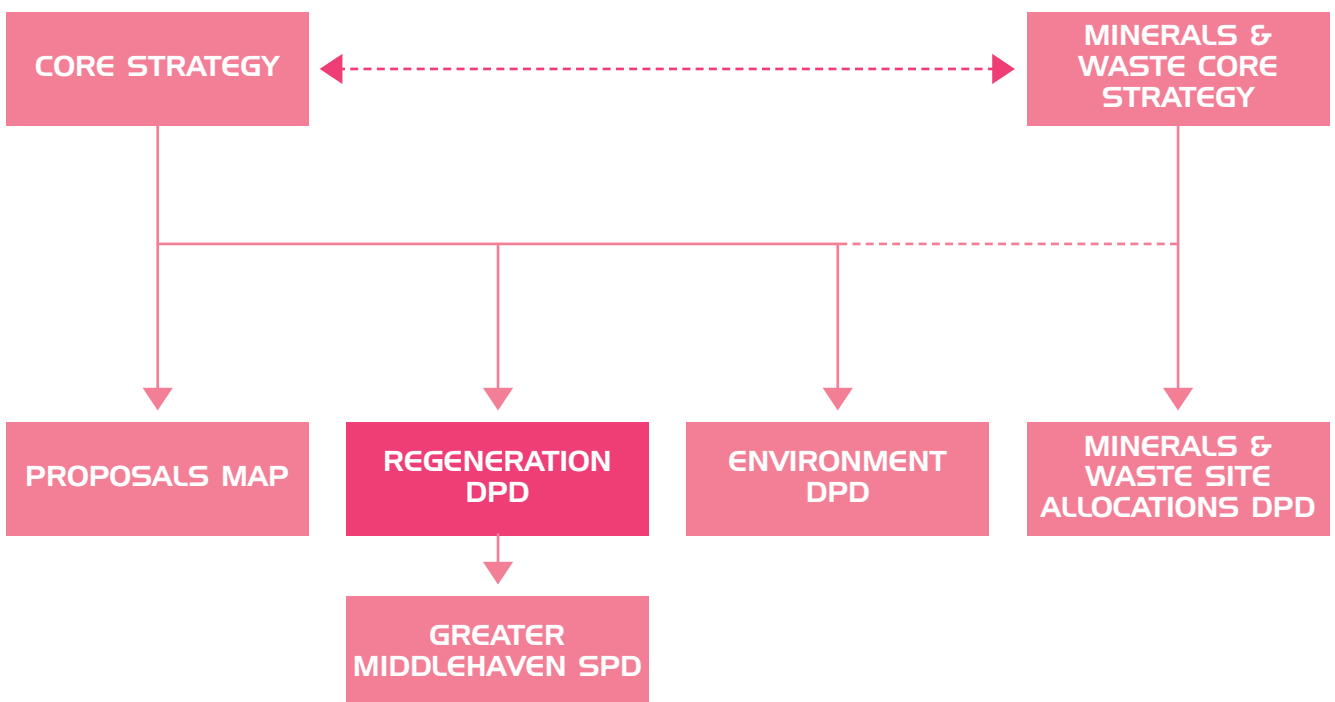 CORE STRATEGY
MINERALS &
WASTE CORE
STRATEGY
PROPOSALS MAP
REGENERATION
DPD
ENVIRONMENT
DPD
MINERALS &
WASTE SITE
ALLOCATIONS DPD
GREATER
MIDDLEHAVEN SPD